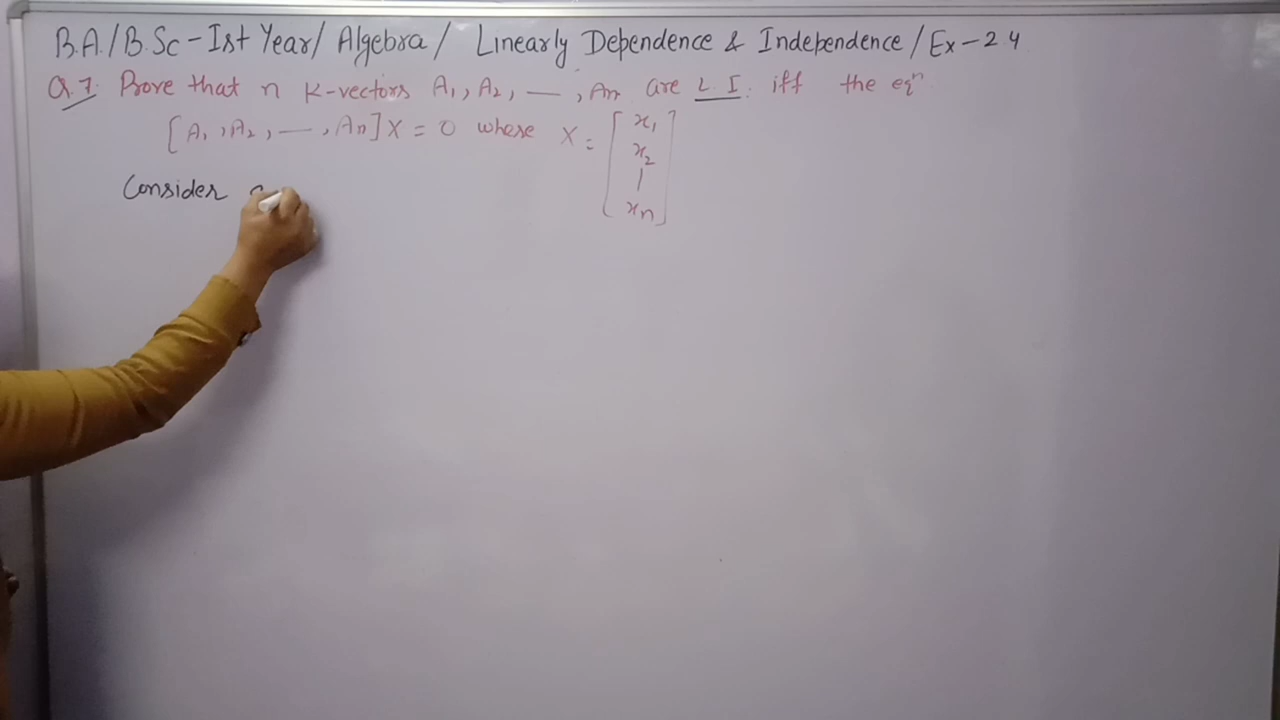 B.A./B.Sc - Ist Year/ Algebra/ Linearly Dependence & Independence/Ex-2.4
Q.7. Prove that n K-vectors A₁, A₂, —, An are L.I. iff the eqⁿ
[A₁, A₂, —, An]X = 0 where X = [x₁
x₂
|
xn]
Consider